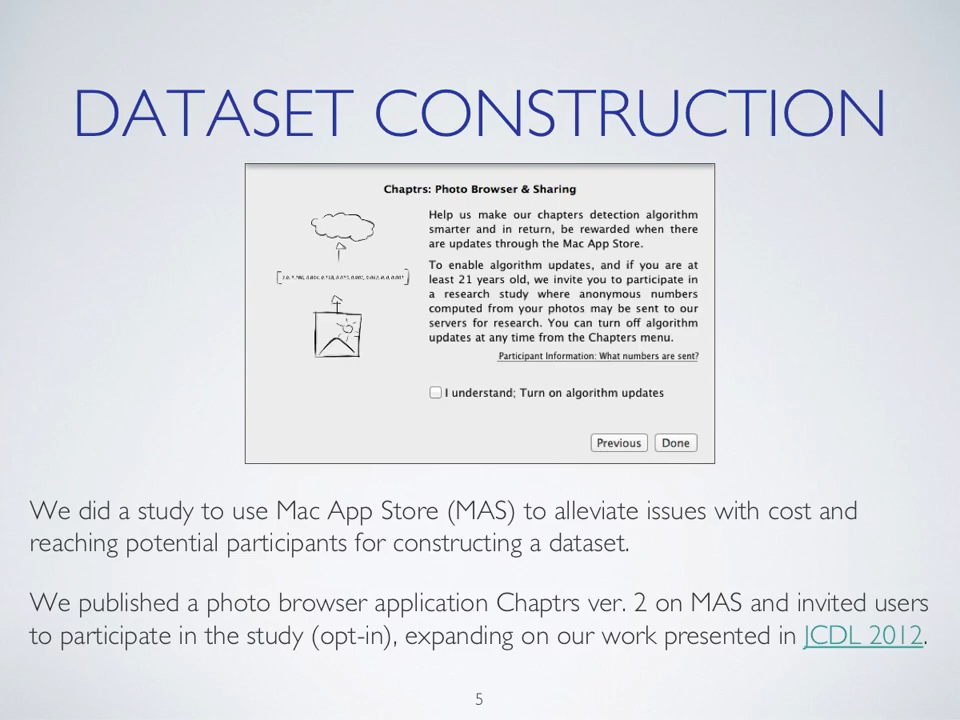 DATASET CONSTRUCTION
Chaptrs: Photo Browser & Sharing
Help us make our chapters detection algorithm
smarter and in return, be rewarded when there
are updates through the Mac App Store.
To enable algorithm updates, and if you are at
least 21 years old, we invite you to participate in
a research study where anonymous numbers
computed from your photos may be sent to our
servers for research. You can turn off algorithm
updates at any time from the Chapters menu.
Participant Information: What numbers are sent?
I understand; Turn on algorithm updates
Previous Done
We did a study to use Mac App Store (MAS) to alleviate issues with cost and
reaching potential participants for constructing a dataset.
We published a photo browser application Chaptrs ver. 2 on MAS and invited users
to participate in the study (opt-in), expanding on our work presented in JCDL 2012.
5